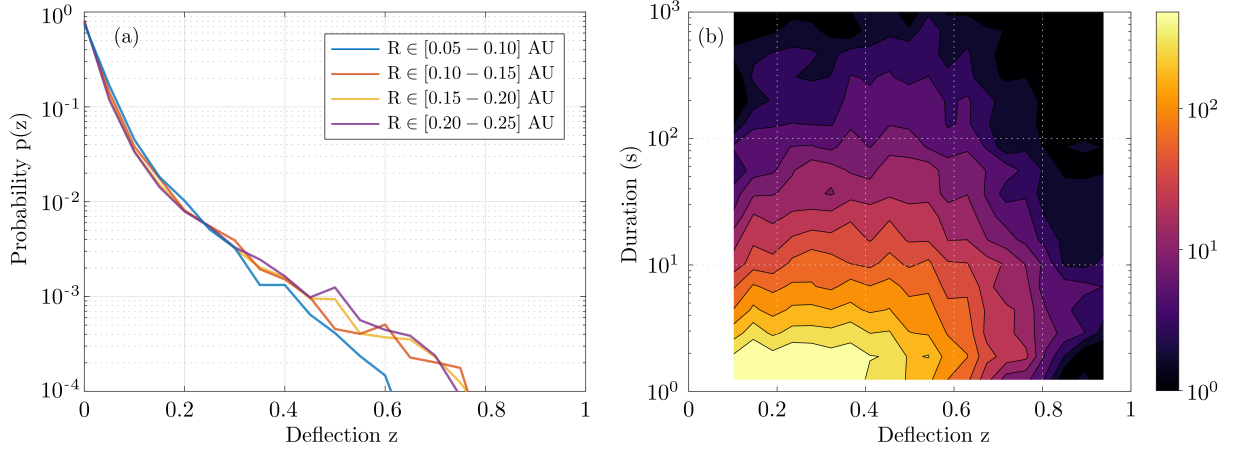 (a)
R ∈ [0.05 − 0.10] AU
R ∈ [0.10 − 0.15] AU
R ∈ [0.15 − 0.20] AU
R ∈ [0.20 − 0.25] AU
10^0
10^-1
10^-2
10^-3
10^-4
Probability p(z)
0 0.2 0.4 0.6 0.8 1
Deflection z
(b)
10^3
10^2
10^1
10^0
Duration (s)
0 0.2 0.4 0.6 0.8 1
Deflection z
10^2
10^1
10^0